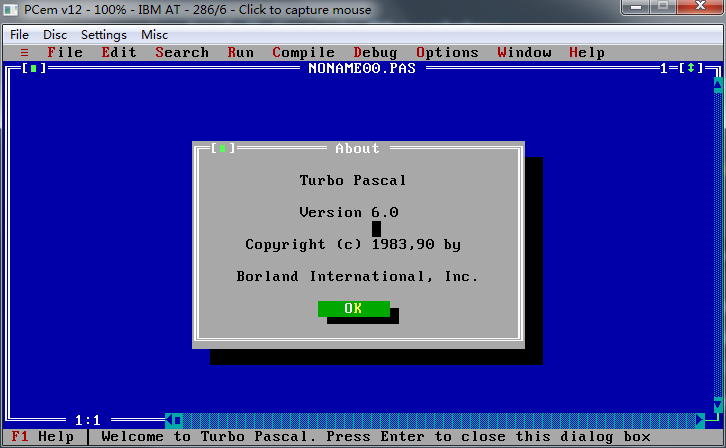 PCem v12 - 100% - IBM AT - 286/6 - Click to capture mouse
File Disc Settings Misc
≡ File Edit Search Run Compile Debug Options Window Help
[■] NONAME00.PAS 1=[↕]
[■] About
Turbo Pascal
Version 6.0
Copyright (c) 1983,90 by
Borland International, Inc.
OK
1:1
F1 Help | Welcome to Turbo Pascal. Press Enter to close this dialog box